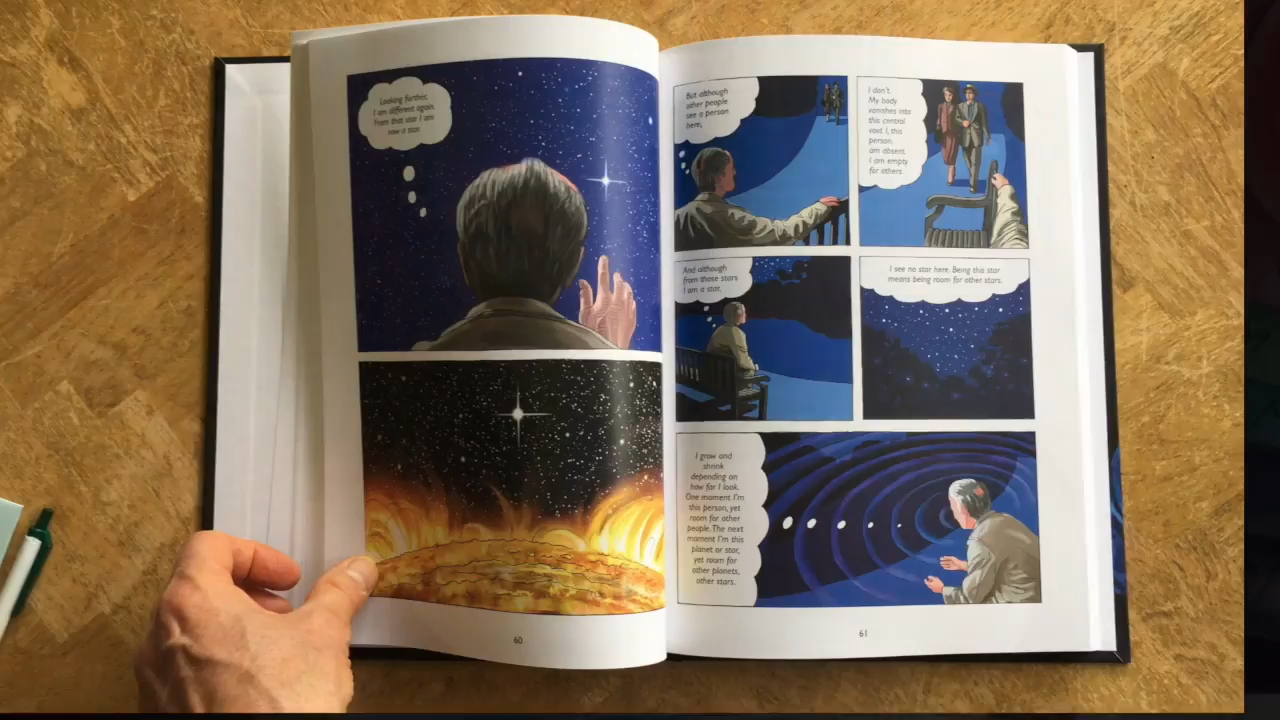 Looking farther,
I am different again.
From that star I am
now a star.
60
But although
other people
see a person
here,
I don't.
My body
vanishes into
this central
void. I, this
person,
am absent.
I am empty
for others.
And although
from those stars
I am a star,
I see no star here. Being this star
means being room for other stars.
I grow and
shrink
depending on
how far I look.
One moment I'm
this person, yet
room for other
people. The next
moment I'm this
planet or star,
yet room for
other planets,
other stars.
61